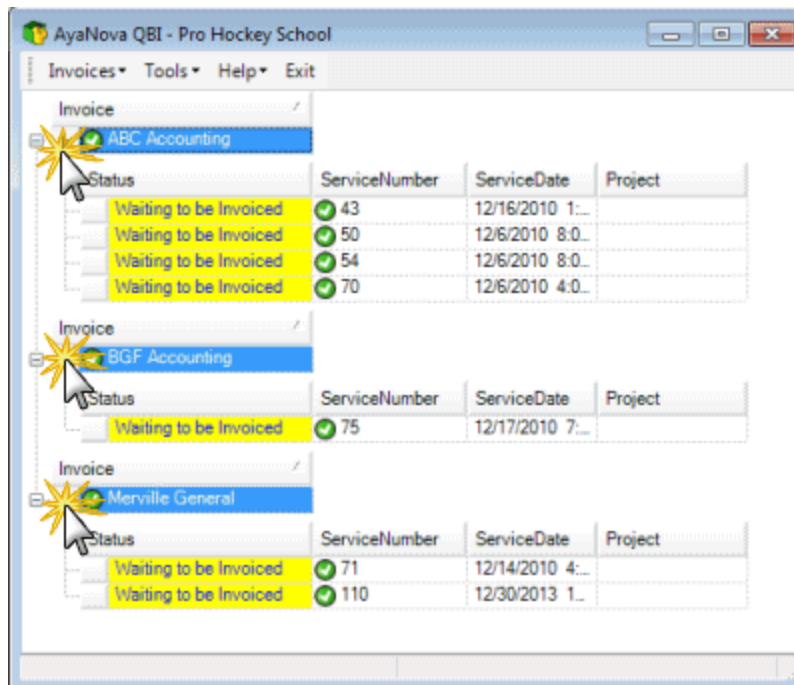 AyaNova QBI - Pro Hockey School
Invoices Tools Help Exit
Invoice
ABC Accounting
Status ServiceNumber ServiceDate Project
Waiting to be Invoiced 43 12/16/2010 1:...
Waiting to be Invoiced 50 12/6/2010 8:0...
Waiting to be Invoiced 54 12/6/2010 8:0...
Waiting to be Invoiced 70 12/6/2010 4:0...
Invoice
BGF Accounting
Status ServiceNumber ServiceDate Project
Waiting to be Invoiced 75 12/17/2010 7:...
Invoice
Merville General
Status ServiceNumber ServiceDate Project
Waiting to be Invoiced 71 12/14/2010 4:...
Waiting to be Invoiced 110 12/30/2013 1...